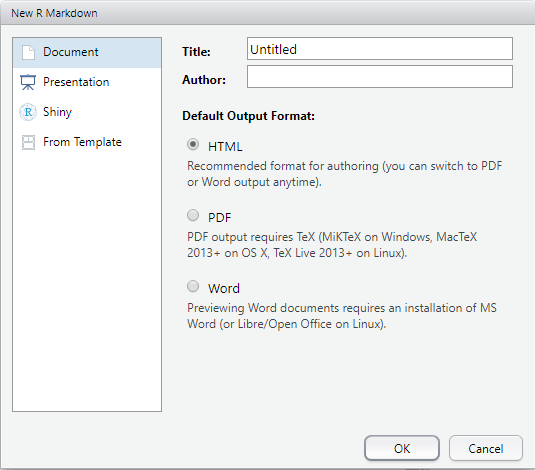 New R Markdown
Document
Presentation
R
Shiny
From Template
Title:
Untitled
Author:
Default Output Format:
HTML
Recommended format for authoring (you can switch to PDF
or Word output anytime).
PDF
PDF output requires TeX (MiKTeX on Windows, MacTeX
2013+ on OS X, TeX Live 2013+ on Linux).
Word
Previewing Word documents requires an installation of MS
Word (or Libre/Open Office on Linux).
OK
Cancel